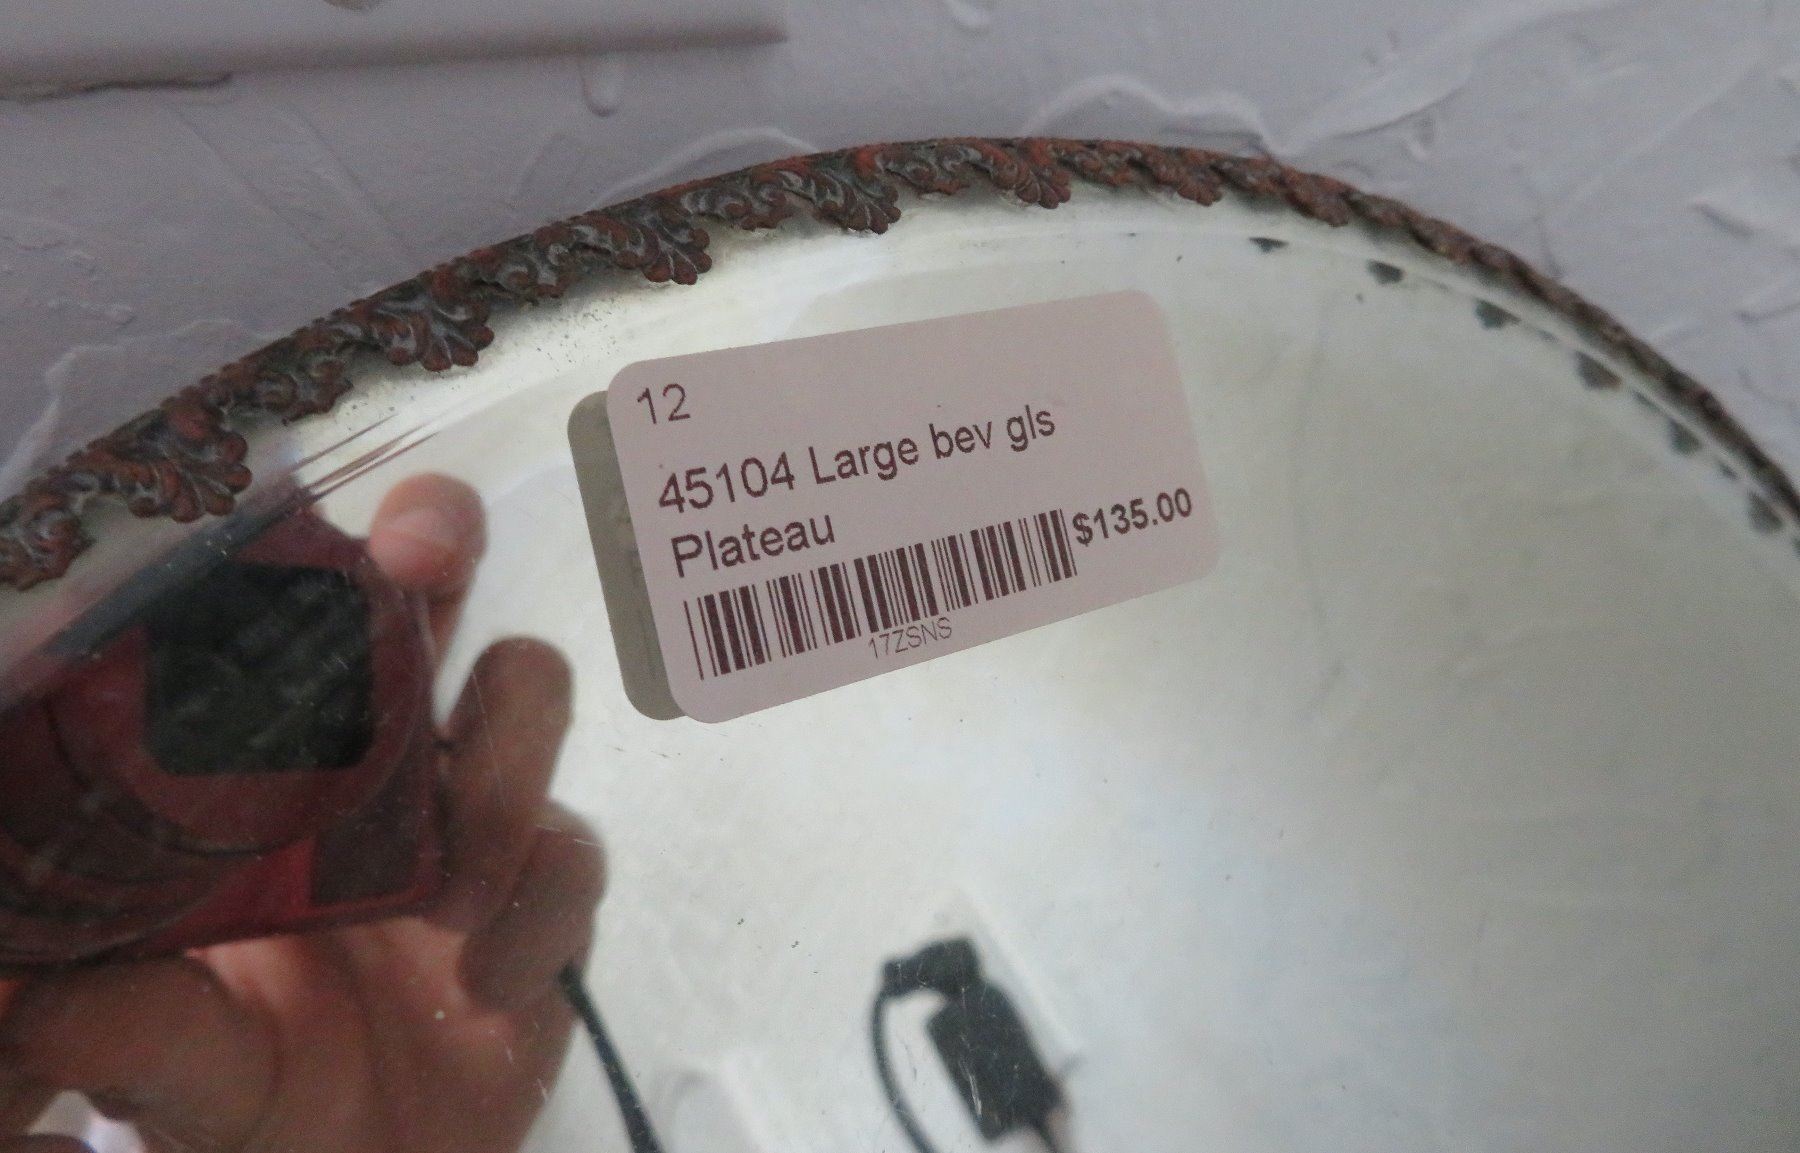 12
45104 Large bev gls
Plateau
$135.00
17ZSNS